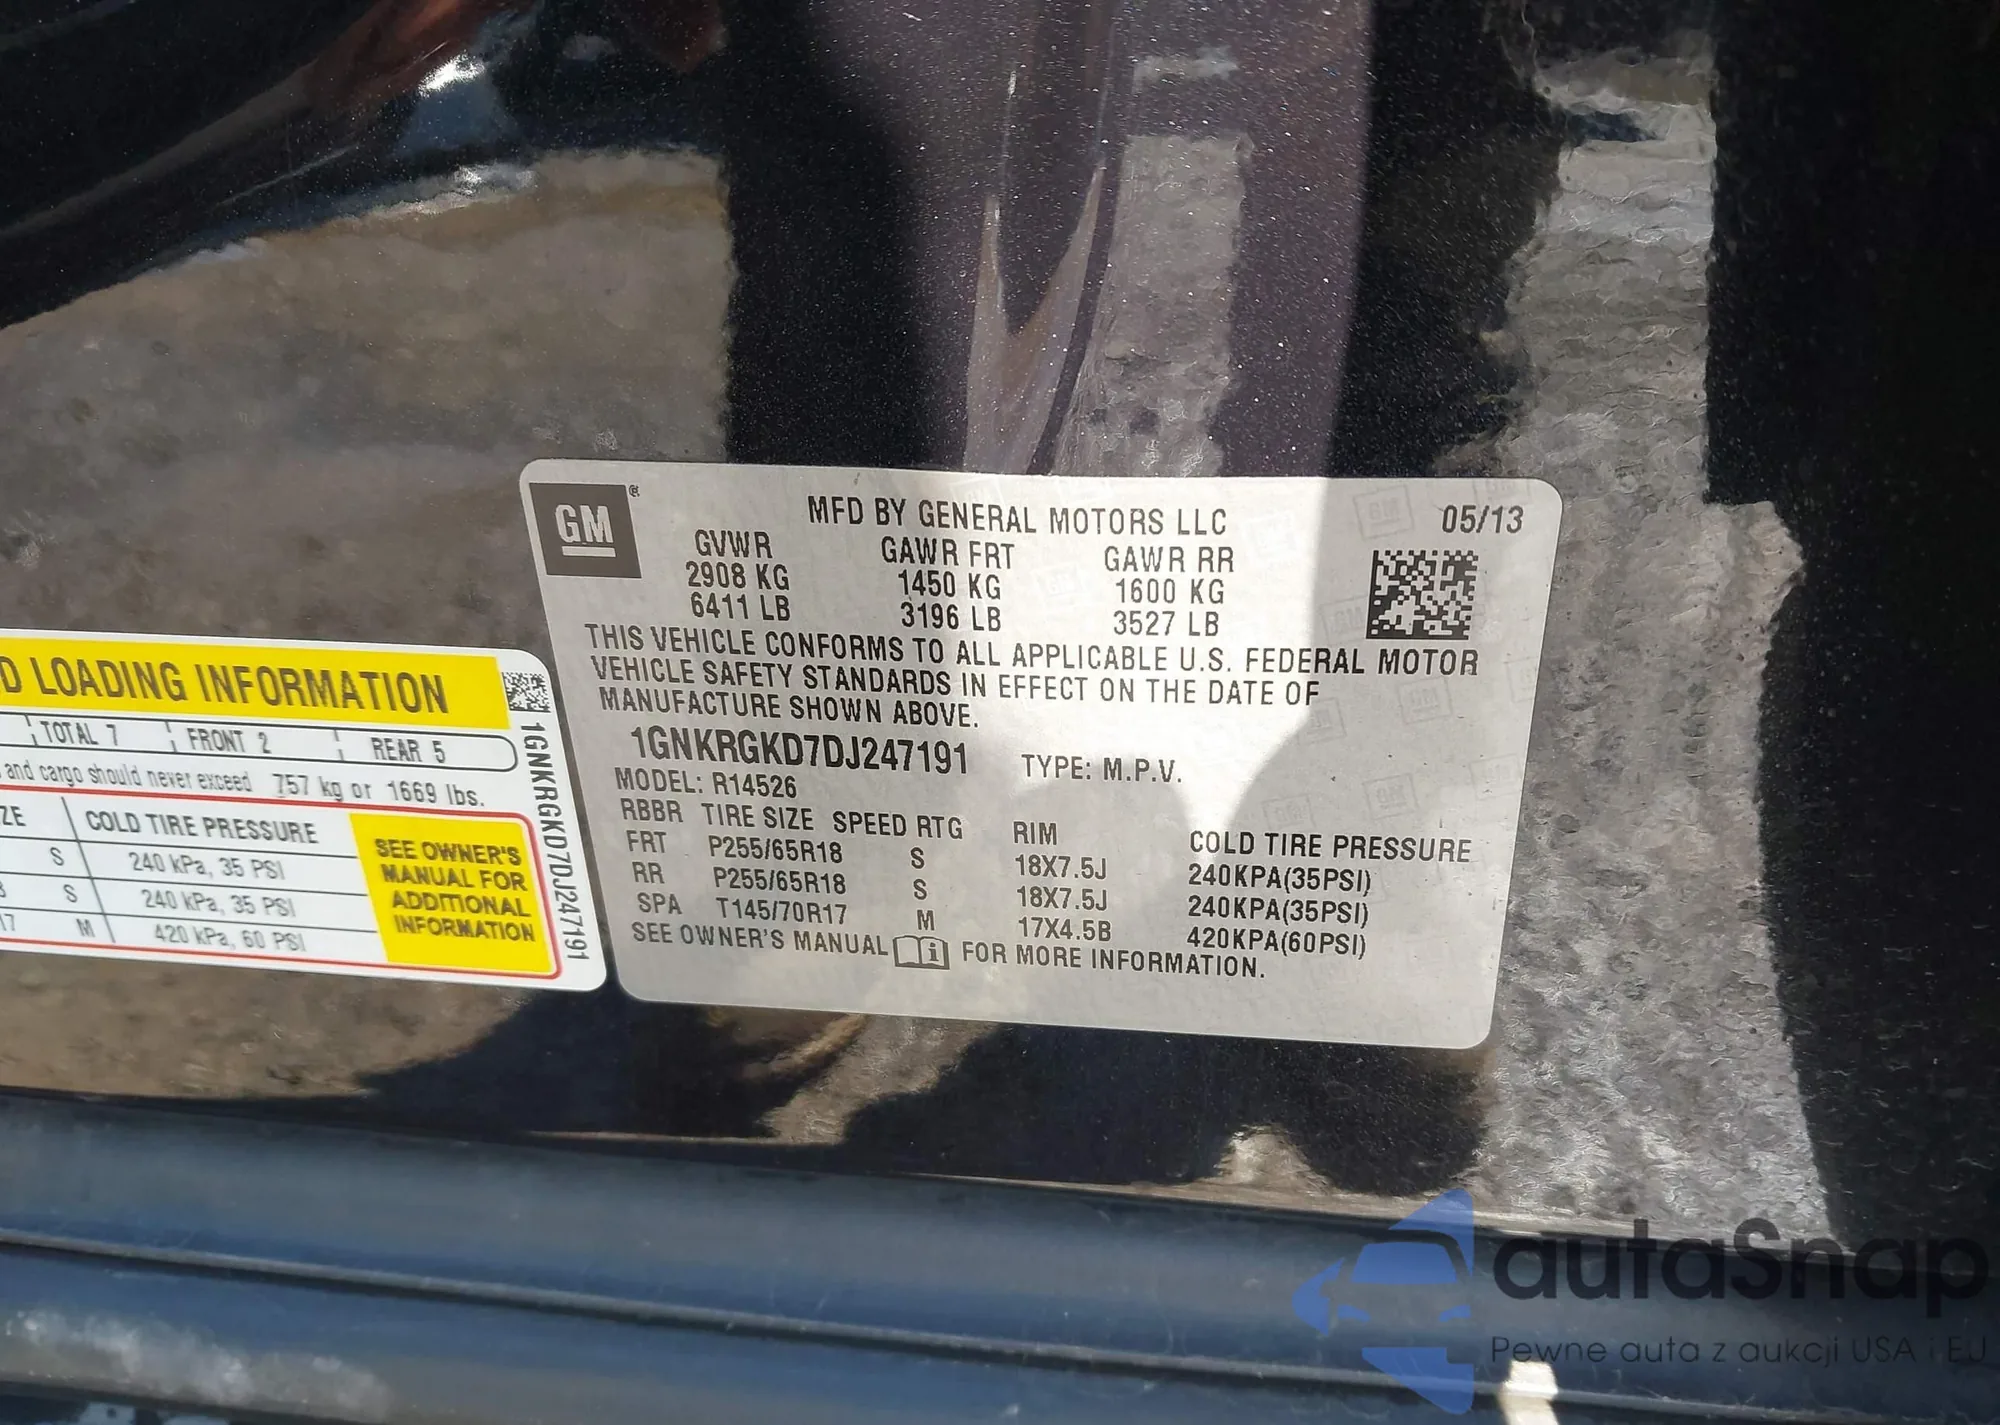 GM
MFD BY GENERAL MOTORS LLC 05/13
GVWR GAWR FRT GAWR RR
2908 KG 1450 KG 1600 KG
6411 LB 3196 LB 3527 LB
THIS VEHICLE CONFORMS TO ALL APPLICABLE U.S. FEDERAL MOTOR
VEHICLE SAFETY STANDARDS IN EFFECT ON THE DATE OF
MANUFACTURE SHOWN ABOVE.
1GNKRGKD7DJ247191 TYPE: M.P.V.
MODEL: R14526
RBBR TIRE SIZE SPEED RTG RIM COLD TIRE PRESSURE
FRT P255/65R18 S 18X7.5J 240KPA(35PSI)
RR P255/65R18 S 18X7.5J 240KPA(35PSI)
SPA T145/70R17 M 17X4.5B 420KPA(60PSI)
SEE OWNER'S MANUAL FOR MORE INFORMATION.
D LOADING INFORMATION
TOTAL 7 FRONT 2 REAR 5
and cargo should never exceed 757 kg or 1669 lbs.
ZE COLD TIRE PRESSURE
S 240 kPa, 35 PSI
S 240 kPa, 35 PSI
17 M 420 kPa, 60 PSI
SEE OWNER'S
MANUAL FOR
ADDITIONAL
INFORMATION
1GNKRGKD7DJ247191
autaSnap
Pewne auta z aukcji USA i EU